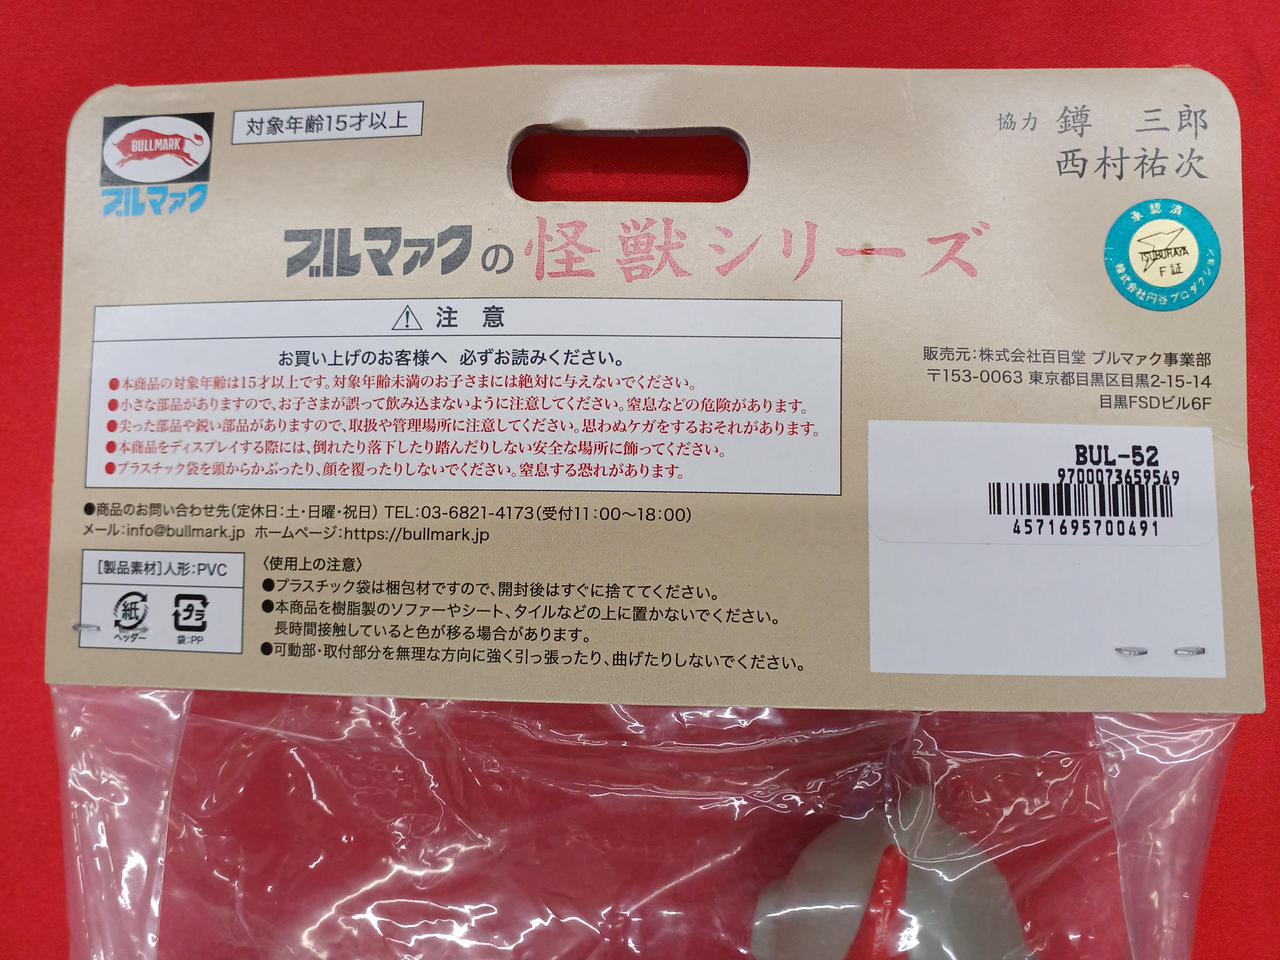 BULLMARK
ブルマァク
対象年齢15才以上
協力 鐏 三郎
西村祐次
ブルマァクの怪獣シリーズ
承認済
TSUBURAYA
F証
株式会社円谷プロダクション
注 意
お買い上げのお客様へ 必ずお読みください。
●本商品の対象年齢は15才以上です。対象年齢未満のお子さまには絶対に与えないでください。
●小さな部品がありますので、お子さまが誤って飲み込まないように注意してください。窒息などの危険があります。
●尖った部品や鋭い部品がありますので、取扱や管理場所に注意してください。思わぬケガをするおそれがあります。
●本商品をディスプレイする際には、倒れたり落下したり踏んだりしない安全な場所に飾ってください。
●プラスチック袋を頭からかぶったり、顔を覆ったりしないでください。窒息する恐れがあります。
販売元:株式会社百目堂 ブルマァク事業部
〒153-0063 東京都目黒区目黒2-15-14
目黒FSDビル6F
BUL-52
9700073659549
4571695700491
●商品のお問い合わせ先(定休日:土・日曜・祝日) TEL:03-6821-4173(受付11:00〜18:00)
メール:info@bullmark.jp ホームページ:https://bullmark.jp
[製品素材]人形:PVC
紙
ヘッダー
プラ
袋:PP
〈使用上の注意〉
●プラスチック袋は梱包材ですので、開封後はすぐに捨ててください。
●本商品を樹脂製のソファーやシート、タイルなどの上に置かないでください。
長時間接触していると色が移る場合があります。
●可動部・取付部分を無理な方向に強く引っ張ったり、曲げたりしないでください。